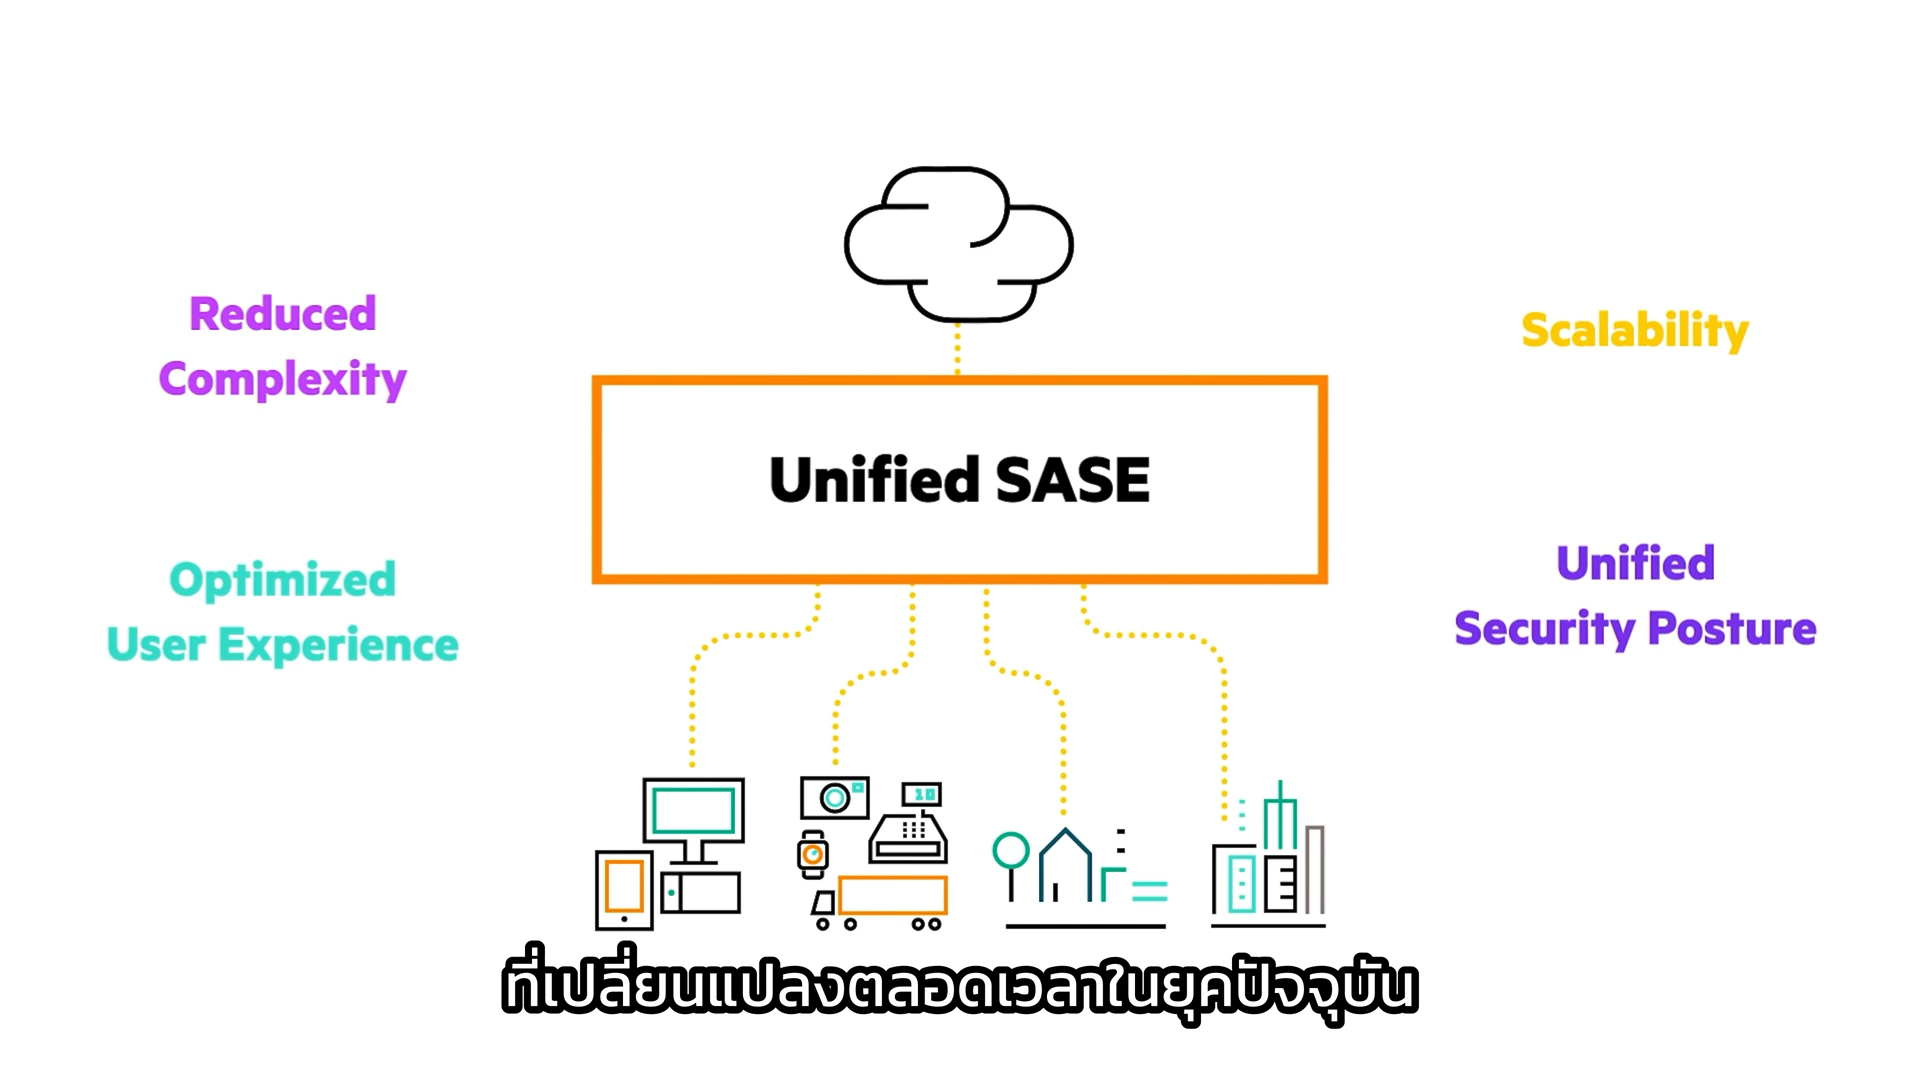 Reduced
Complexity
Optimized
User Experience
Unified SASE
Scalability
Unified
Security Posture
10
ที่เปลี่ยนแปลงตลอดเวลาในยุคปัจจุบัน